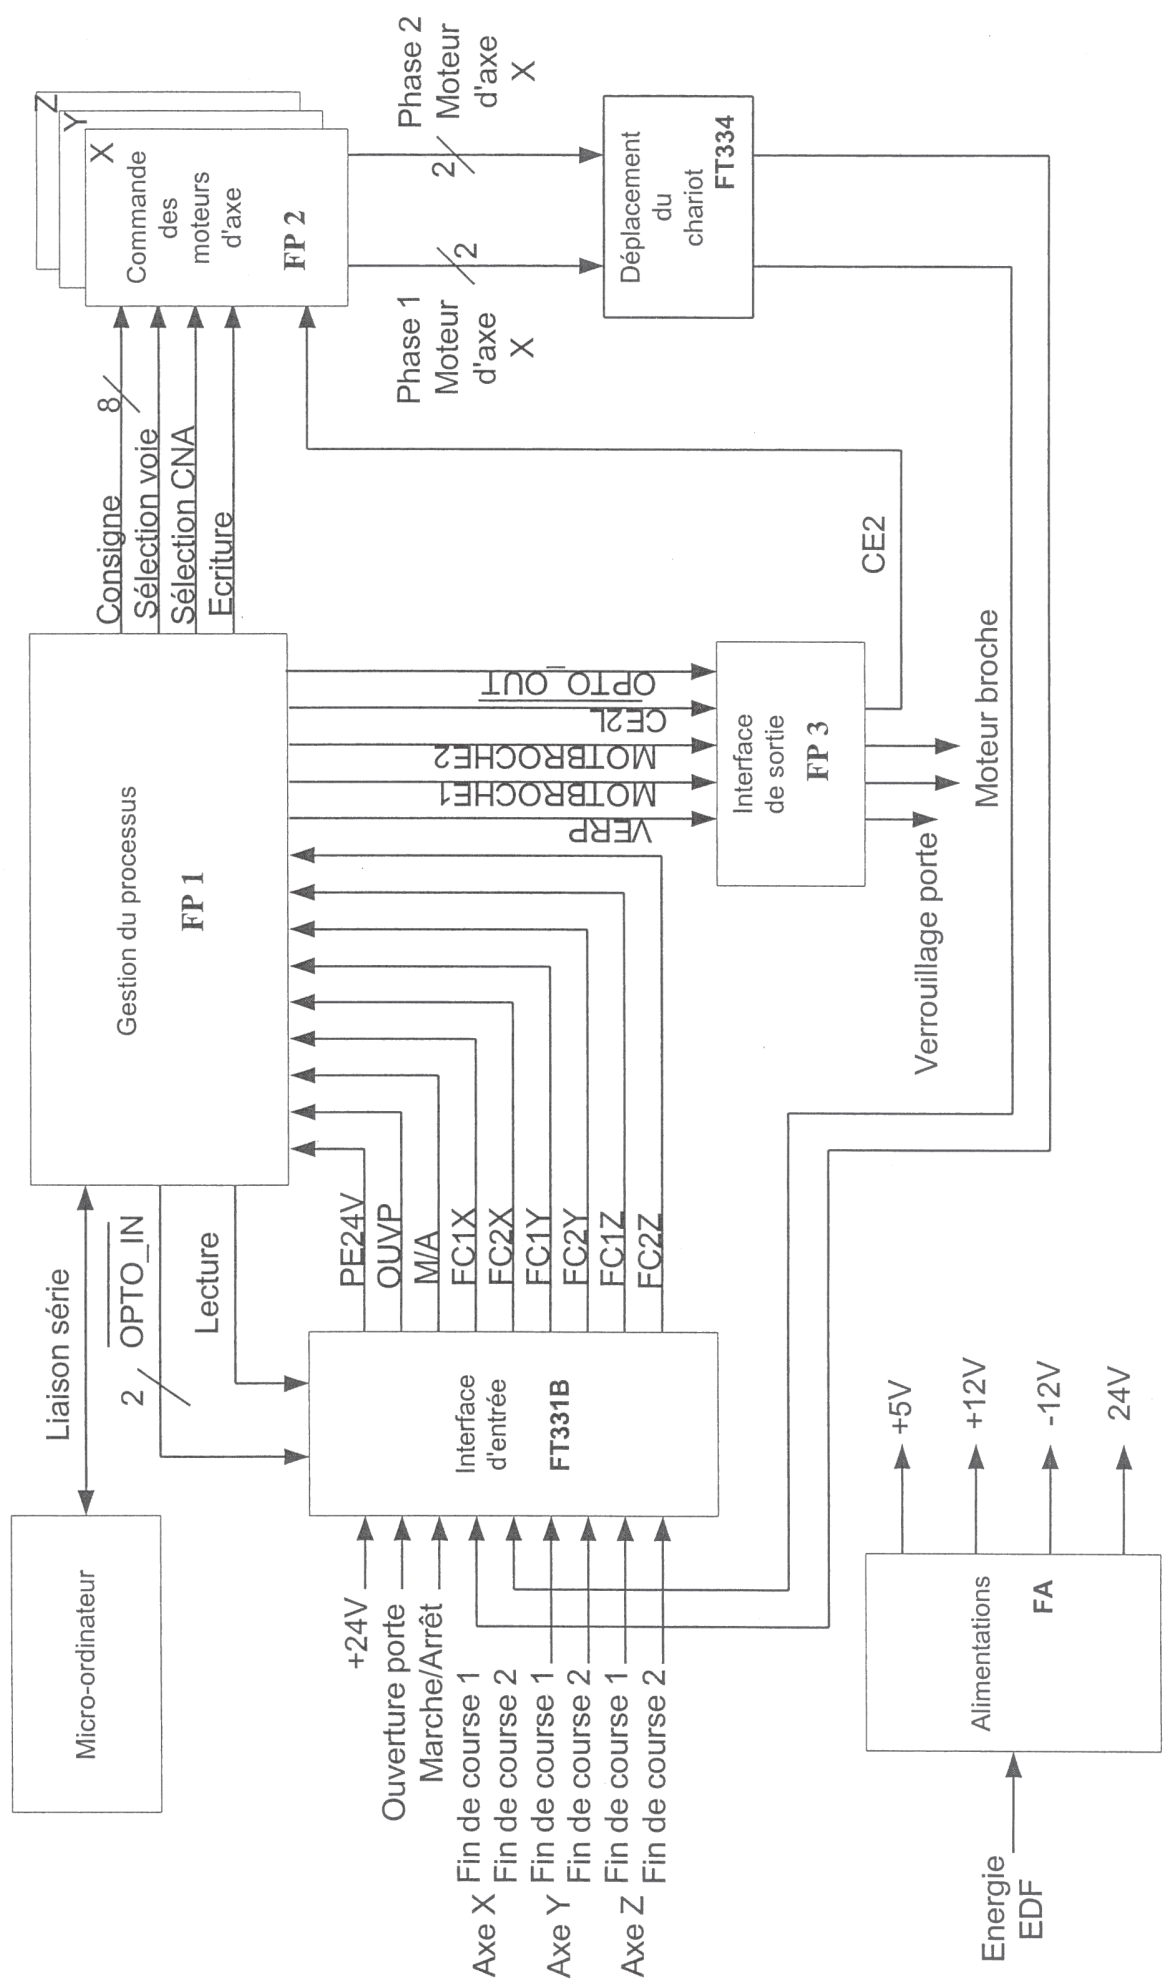 Micro-ordinateur
Liaison série
2
OPTO_IN
Lecture
Gestion du processus
FP 1
Consigne
8
Sélection voie
Sélection CNA
Ecriture
Z
Y
X
Commande
des
moteurs
d'axe
FP 2
Phase 1
Moteur
d'axe
X
2
Phase 2
Moteur
d'axe
X
2
Déplacement
du
chariot
FT334
+24V
Ouverture porte
Marche/Arrêt
Axe X
Fin de course 1
Fin de course 2
Axe Y
Fin de course 1
Fin de course 2
Axe Z
Fin de course 1
Fin de course 2
Interface
d'entrée
FT331B
PE24V
OUVP
M/A
FC1X
FC2X
FC1Y
FC2Y
FC1Z
FC2Z
VERP
MOTBROCHE1
MOTBROCHE2
CE2L
OPTO_OUT
Interface
de sortie
FP 3
CE2
Verrouillage porte
Moteur broche
Energie
EDF
Alimentations
FA
+5V
+12V
-12V
24V